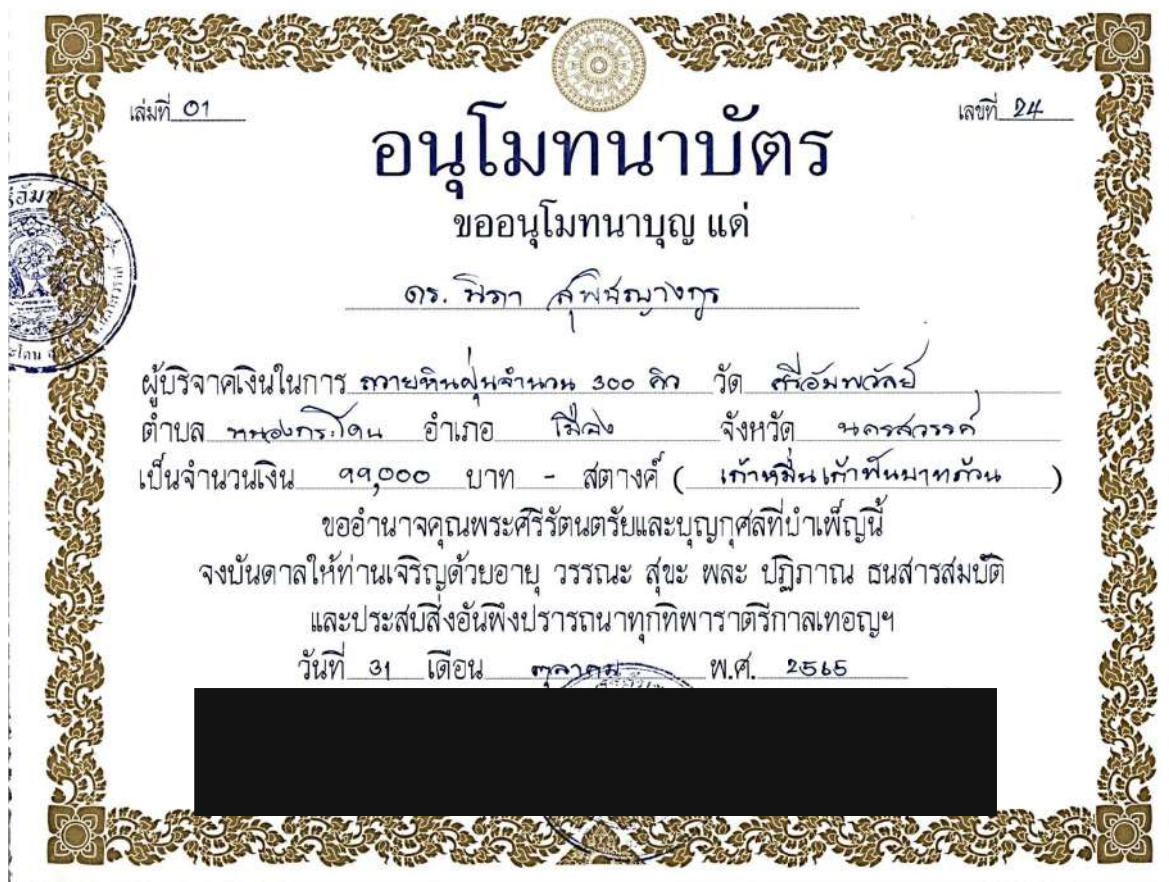 เล่มที่ 01
เลขที่ 24
อนุโมทนาบัตร
ขออนุโมทนาบุญ แด่
ดร. พิรา สุพิชญางกูร
ผู้บริจาคเงินในการ ถวายหินฝุ่นจำนวน 300 คิว วัด ศรีอัมพวัลย์
ตำบล หนองกระโดน อำเภอ เมือง จังหวัด นครสวรรค์
เป็นจำนวนเงิน 99,000 บาท - สตางค์ ( เก้าหมื่นเก้าพันบาทถ้วน )
ขออำนาจคุณพระศรีรัตนตรัยและบุญกุศลที่บำเพ็ญนี้
จงบันดาลให้ท่านเจริญด้วยอายุ วรรณะ สุขะ พละ ปฏิภาณ ธนสารสมบัติ
และประสบสิ่งอันพึงปรารถนาทุกทิพาราตรีกาลเทอญฯ
วันที่ 31 เดือน ตุลาคม พ.ศ. 2565